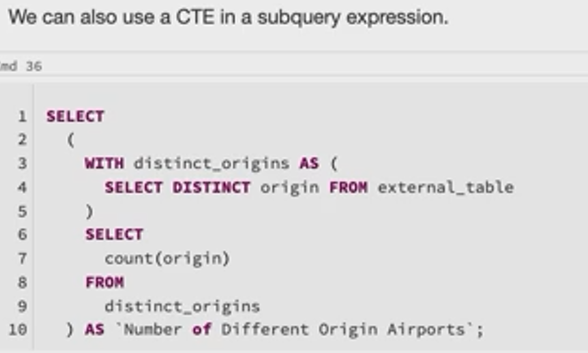 We can also use a CTE in a subquery expression.
md 36
1 SELECT
2 (
3 WITH distinct_origins AS (
4 SELECT DISTINCT origin FROM external_table
5 )
6 SELECT
7 count(origin)
8 FROM
9 distinct_origins
10 ) AS `Number of Different Origin Airports`;